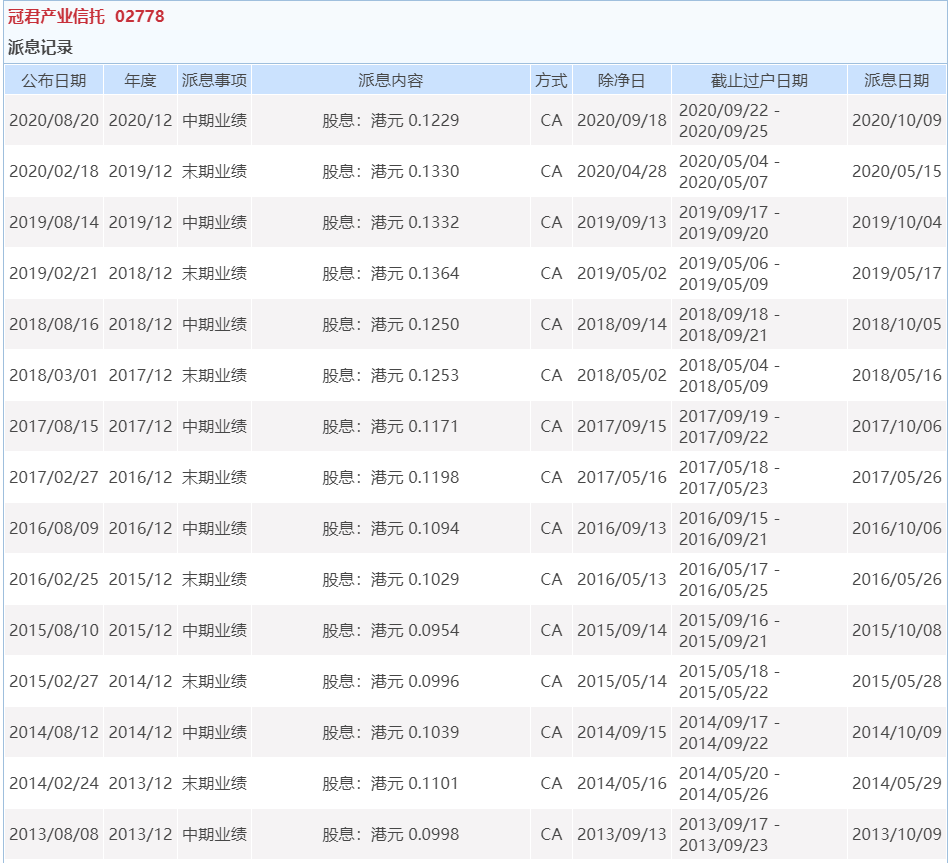 冠君产业信托 02778
派息记录
公布日期 年度 派息事项 派息内容 方式 除净日 截止过户日期 派息日期
2020/08/20 2020/12 中期业绩 股息：港元 0.1229 CA 2020/09/18 2020/09/22 - 2020/09/25 2020/10/09
2020/02/18 2019/12 末期业绩 股息：港元 0.1330 CA 2020/04/28 2020/05/04 - 2020/05/07 2020/05/15
2019/08/14 2019/12 中期业绩 股息：港元 0.1332 CA 2019/09/13 2019/09/17 - 2019/09/20 2019/10/04
2019/02/21 2018/12 末期业绩 股息：港元 0.1364 CA 2019/05/02 2019/05/06 - 2019/05/09 2019/05/17
2018/08/16 2018/12 中期业绩 股息：港元 0.1250 CA 2018/09/14 2018/09/18 - 2018/09/21 2018/10/05
2018/03/01 2017/12 末期业绩 股息：港元 0.1253 CA 2018/05/02 2018/05/04 - 2018/05/09 2018/05/16
2017/08/15 2017/12 中期业绩 股息：港元 0.1171 CA 2017/09/15 2017/09/19 - 2017/09/22 2017/10/06
2017/02/27 2016/12 末期业绩 股息：港元 0.1198 CA 2017/05/16 2017/05/18 - 2017/05/23 2017/05/26
2016/08/09 2016/12 中期业绩 股息：港元 0.1094 CA 2016/09/13 2016/09/15 - 2016/09/21 2016/10/06
2016/02/25 2015/12 末期业绩 股息：港元 0.1029 CA 2016/05/13 2016/05/17 - 2016/05/25 2016/05/26
2015/08/10 2015/12 中期业绩 股息：港元 0.0954 CA 2015/09/14 2015/09/16 - 2015/09/21 2015/10/08
2015/02/27 2014/12 末期业绩 股息：港元 0.0996 CA 2015/05/14 2015/05/18 - 2015/05/22 2015/05/28
2014/08/12 2014/12 中期业绩 股息：港元 0.1039 CA 2014/09/15 2014/09/17 - 2014/09/22 2014/10/09
2014/02/24 2013/12 末期业绩 股息：港元 0.1101 CA 2014/05/16 2014/05/20 - 2014/05/26 2014/05/29
2013/08/08 2013/12 中期业绩 股息：港元 0.0998 CA 2013/09/13 2013/09/17 - 2013/09/23 2013/10/09